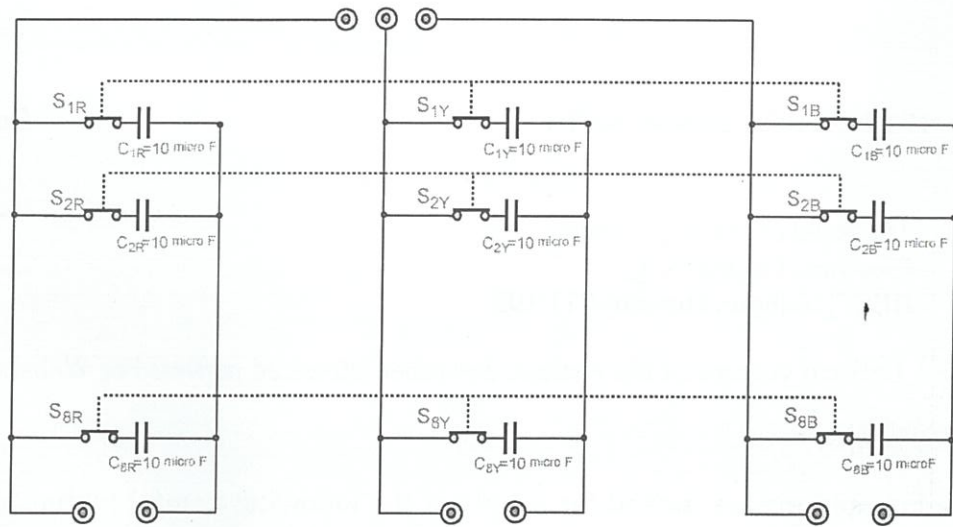 S1R S1Y S1B
C1R=10 micro F C1Y=10 micro F C1B=10 micro F
S2R S2Y S2B
C2R=10 micro F C2Y=10 micro F C2B=10 micro F
S8R S8Y S8B
C8R=10 micro F C8Y=10 micro F C8B=10 micro F